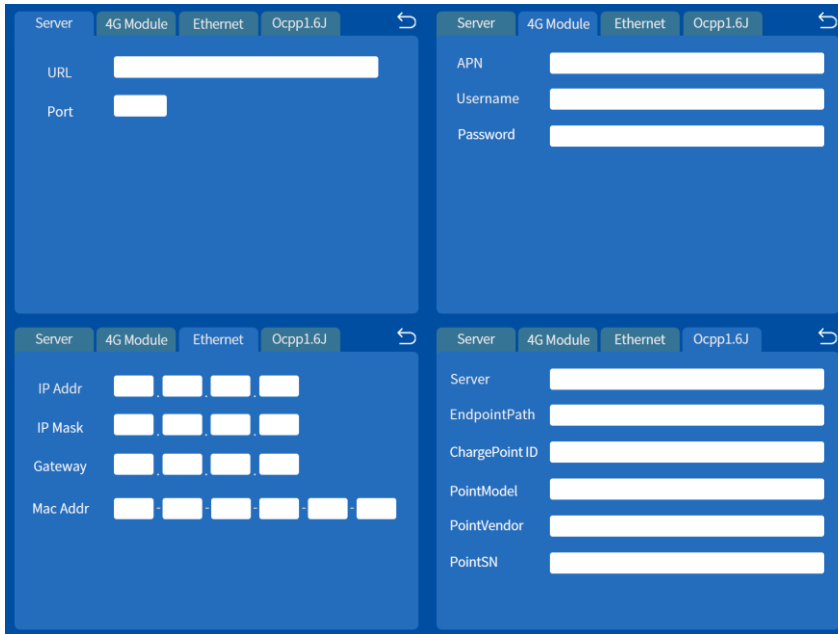 Server 4G Module Ethernet Ocpp1.6J
URL
Port
Server 4G Module Ethernet Ocpp1.6J
APN
Username
Password
Server 4G Module Ethernet Ocpp1.6J
IP Addr . . .
IP Mask . . .
Gateway . . .
Mac Addr - - - - -
Server 4G Module Ethernet Ocpp1.6J
Server
EndpointPath
ChargePoint ID
PointModel
PointVendor
PointSN